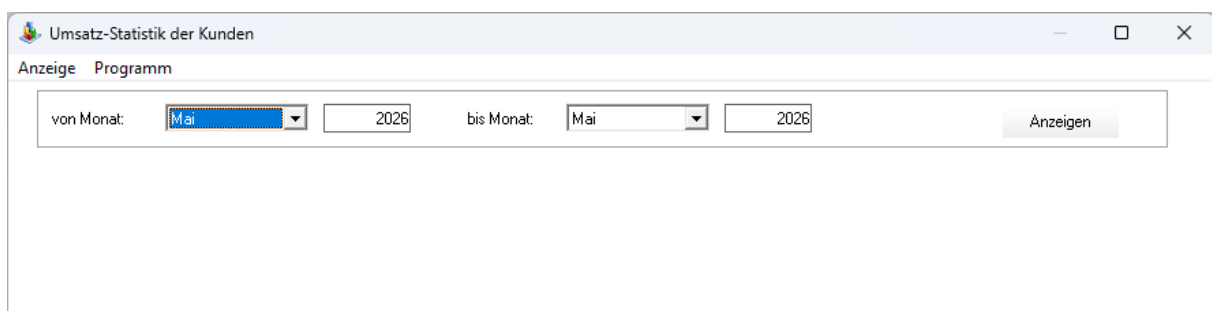 Umsatz-Statistik der Kunden
Anzeige Programm
von Monat: Mai 2026 bis Monat: Mai 2026 Anzeigen